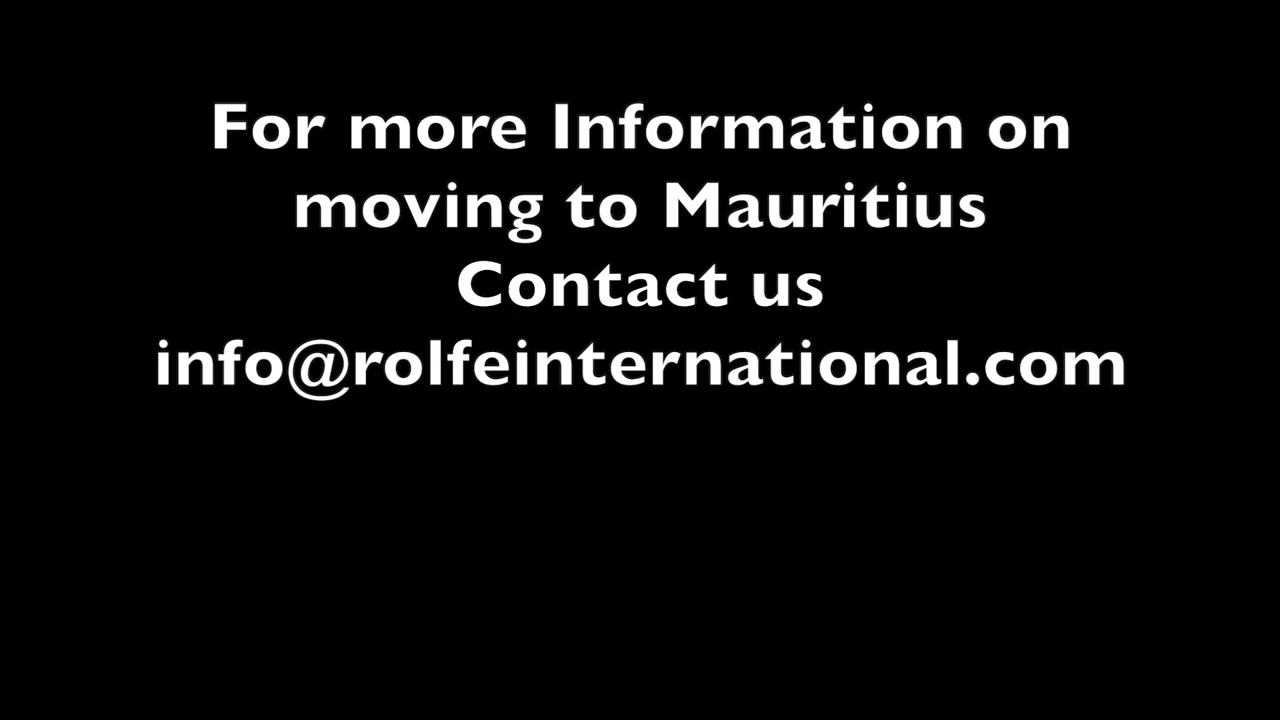 For more Information on
moving to Mauritius
Contact us
info@rolfeinternational.com